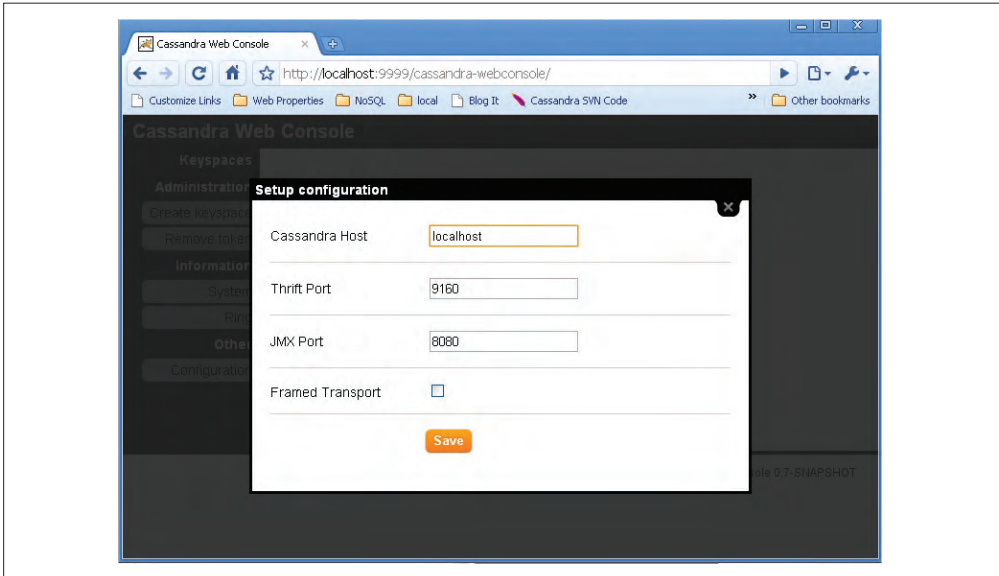 Cassandra Web Console
http://localhost:9999/cassandra-webconsole/
Customize Links Web Properties NoSQL local Blog It Cassandra SVN Code » Other bookmarks
Cassandra Web Console
Keyspaces
Administration
Create keyspace
Remove token
Information
System
Ring
Other
Configuration
Setup configuration
Cassandra Host localhost
Thrift Port 9160
JMX Port 8080
Framed Transport
Save
0.7-SNAPSHOT